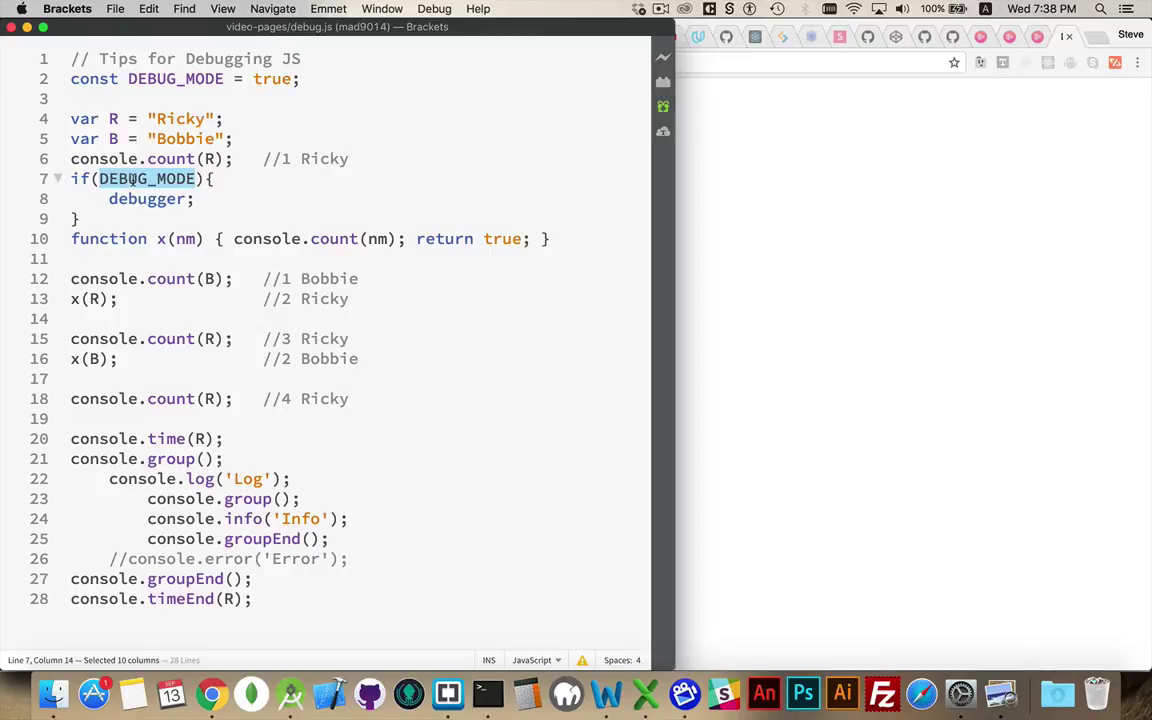 Brackets File Edit Find View Navigate Emmet Window Debug Help 100% A Wed 7:38 PM
video-pages/debug.js (mad9014) — Brackets
Steve
1 // Tips for Debugging JS
2 const DEBUG_MODE = true;
3
4 var R = "Ricky";
5 var B = "Bobbie";
6 console.count(R); //1 Ricky
7 if(DEBUG_MODE){
8 debugger;
9 }
10 function x(nm) { console.count(nm); return true; }
11
12 console.count(B); //1 Bobbie
13 x(R); //2 Ricky
14
15 console.count(R); //3 Ricky
16 x(B); //2 Bobbie
17
18 console.count(R); //4 Ricky
19
20 console.time(R);
21 console.group();
22 console.log('Log');
23 console.group();
24 console.info('Info');
25 console.groupEnd();
26 //console.error('Error');
27 console.groupEnd();
28 console.timeEnd(R);
Line 7, Column 14 — Selected 10 columns — 28 Lines INS JavaScript Spaces: 4
1 SEP 13 W X S An Ps Ai Fz